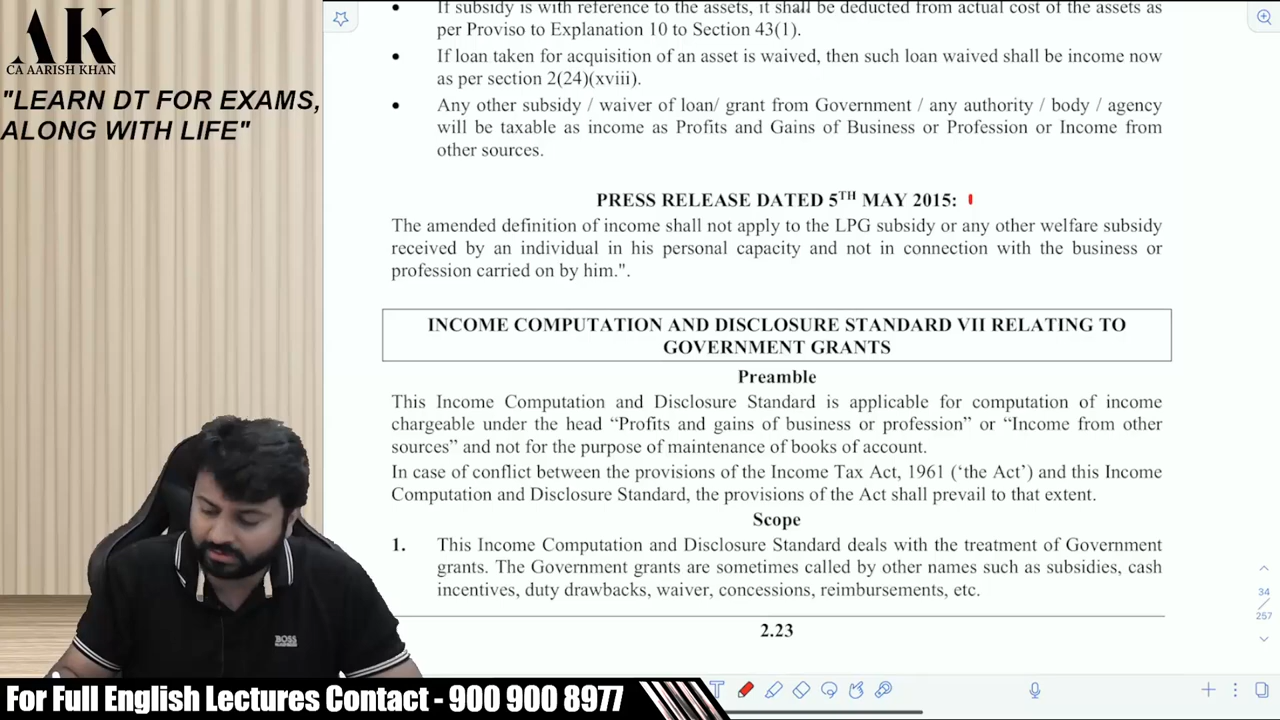 AK
CA AARISH KHAN
"LEARN DT FOR EXAMS,
ALONG WITH LIFE"
• If subsidy is with reference to the assets, it shall be deducted from actual cost of the assets as
per Proviso to Explanation 10 to Section 43(1).
• If loan taken for acquisition of an asset is waived, then such loan waived shall be income now
as per section 2(24)(xviii).
• Any other subsidy / waiver of loan/ grant from Government / any authority / body / agency
will be taxable as income as Profits and Gains of Business or Profession or Income from
other sources.
PRESS RELEASE DATED 5TH MAY 2015:
The amended definition of income shall not apply to the LPG subsidy or any other welfare subsidy
received by an individual in his personal capacity and not in connection with the business or
profession carried on by him.".
INCOME COMPUTATION AND DISCLOSURE STANDARD VII RELATING TO
GOVERNMENT GRANTS
Preamble
This Income Computation and Disclosure Standard is applicable for computation of income
chargeable under the head “Profits and gains of business or profession” or “Income from other
sources” and not for the purpose of maintenance of books of account.
In case of conflict between the provisions of the Income Tax Act, 1961 (‘the Act’) and this Income
Computation and Disclosure Standard, the provisions of the Act shall prevail to that extent.
Scope
1. This Income Computation and Disclosure Standard deals with the treatment of Government
grants. The Government grants are sometimes called by other names such as subsidies, cash
incentives, duty drawbacks, waiver, concessions, reimbursements, etc.
2.23
34
257
BOSS
For Full English Lectures Contact - 900 900 8977